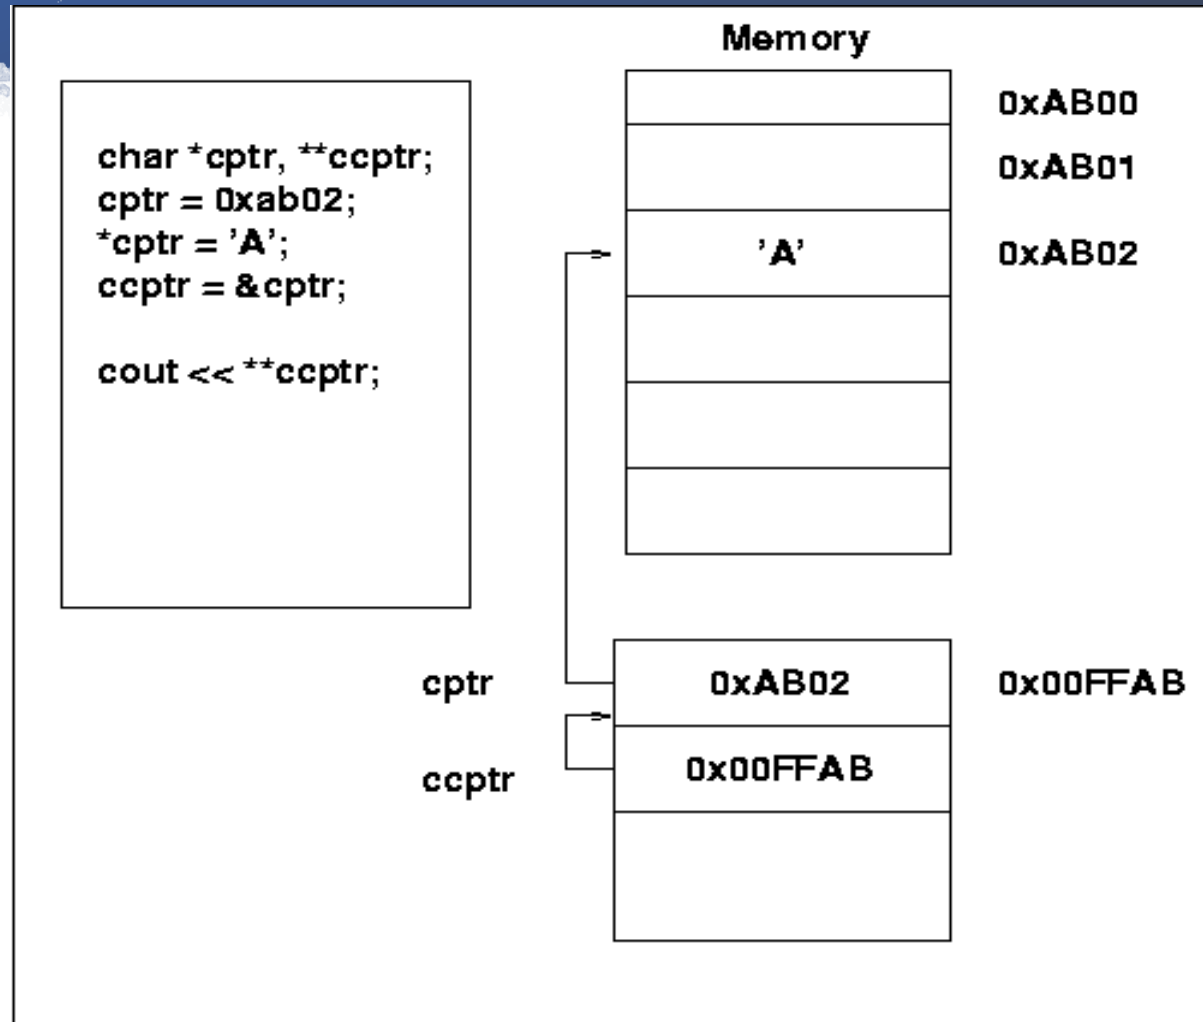 Memory
char *cptr, **ccptr;
cptr = 0xab02;
*cptr = 'A';
ccptr = &cptr;
cout << **ccptr;
0xAB00
0xAB01
'A' 0xAB02
cptr 0xAB02 0x00FFAB
ccptr 0x00FFAB